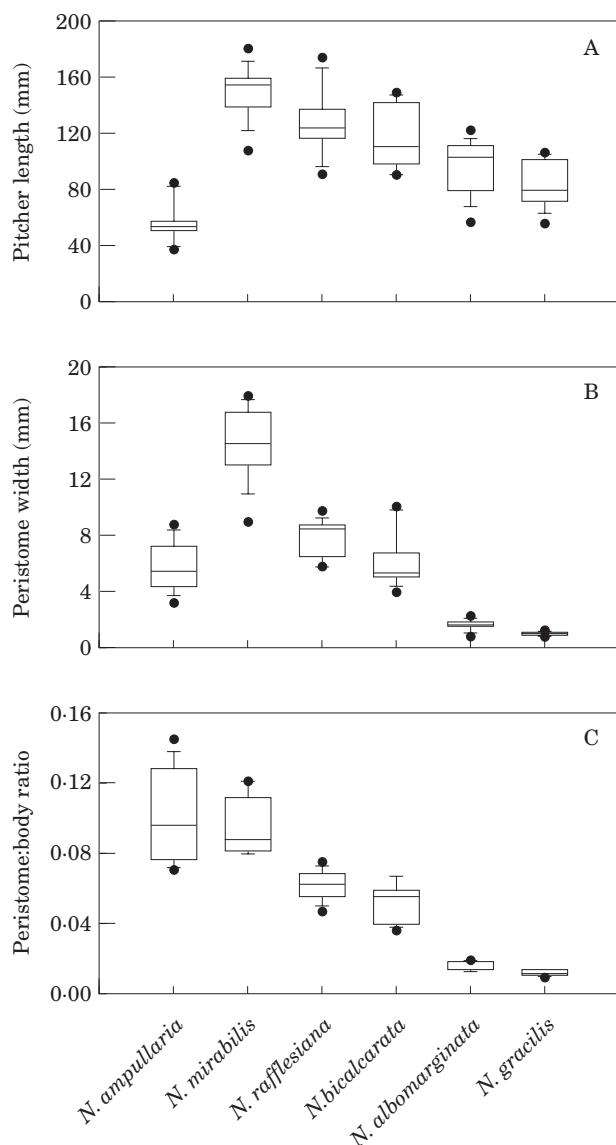 200
A
160
120
80
40
0
Pitcher length (mm)
20
B
16
12
8
4
0
Peristome width (mm)
0·16
C
0·12
0·08
0·04
0·00
Peristome:body ratio
N. ampullaria
N. mirabilis
N. rafflesiana
N.bicalcarata
N. albomarginata
N. gracilis